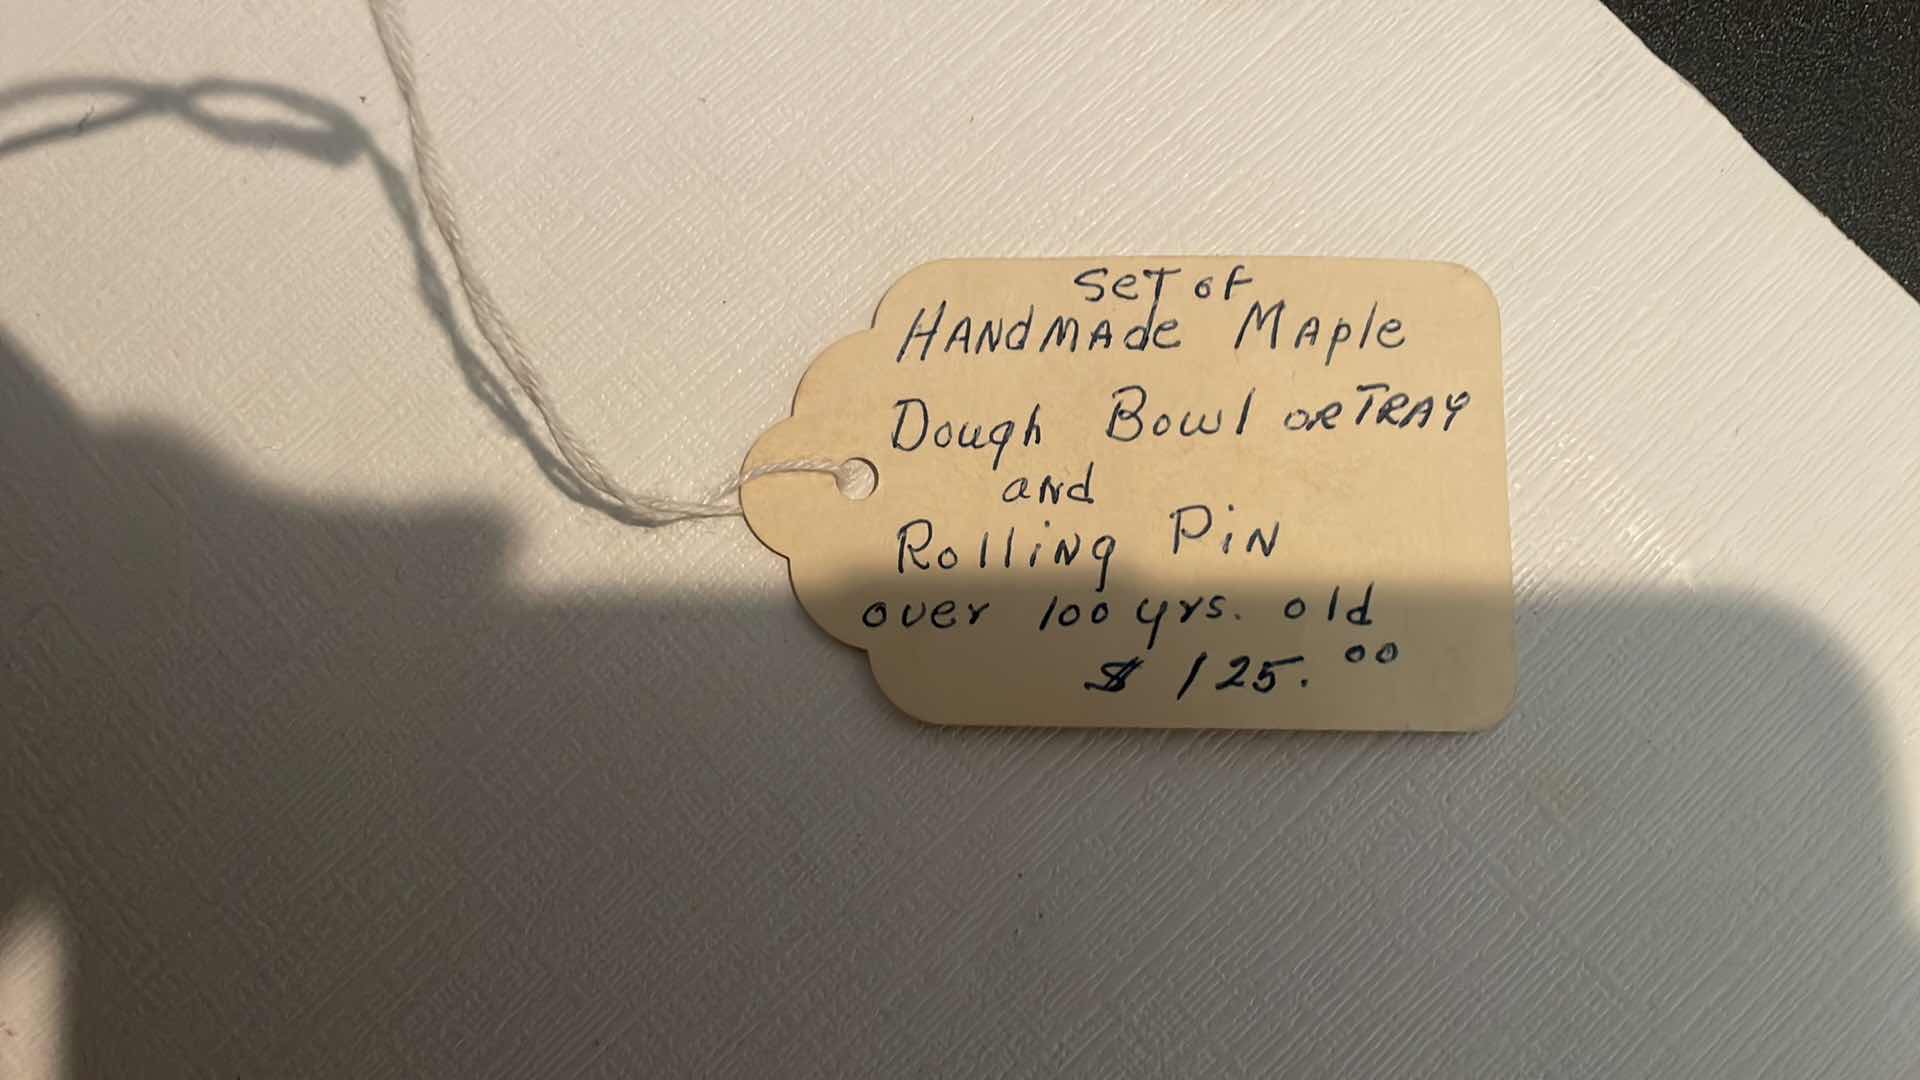 SeT of
HANdMAde MAple
Dough Bowl oR TRAY
aNd
RolliNg PiN
over 100 yrs. old
$ 125.00